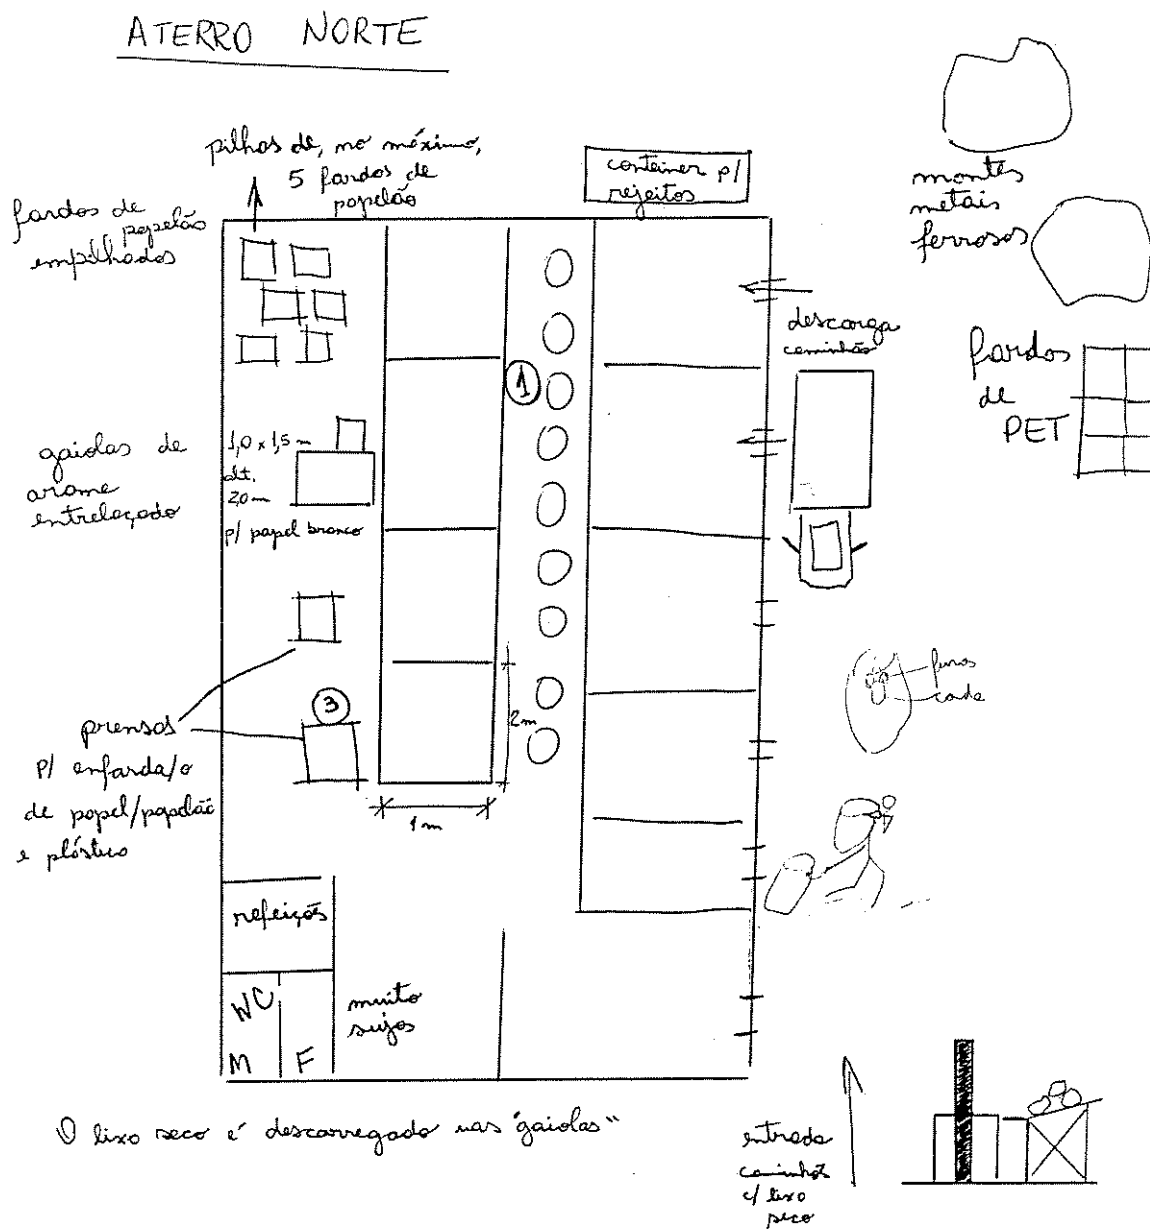 ATERRO NORTE
pilhas de, no máximo,
5 fardos de
papelão
fardos de
papelão
empilhados
container p/
rejeitos
montes
metais
ferrosos
descarga
caminhão
fardos
de
PET
1
gaiolas de
arame
entrelaçado
1,0 x 1,5 m
alt.
2,0 m
p/ papel branco
furos
cada
3
prensas
p/ enfarda/o
de papel/papelão
e plástico
2m
1m
refeições
WC
M F
muito
sujos
O lixo seco é descarregado nas "gaiolas"
entrada
caminhões
c/ lixo
seco